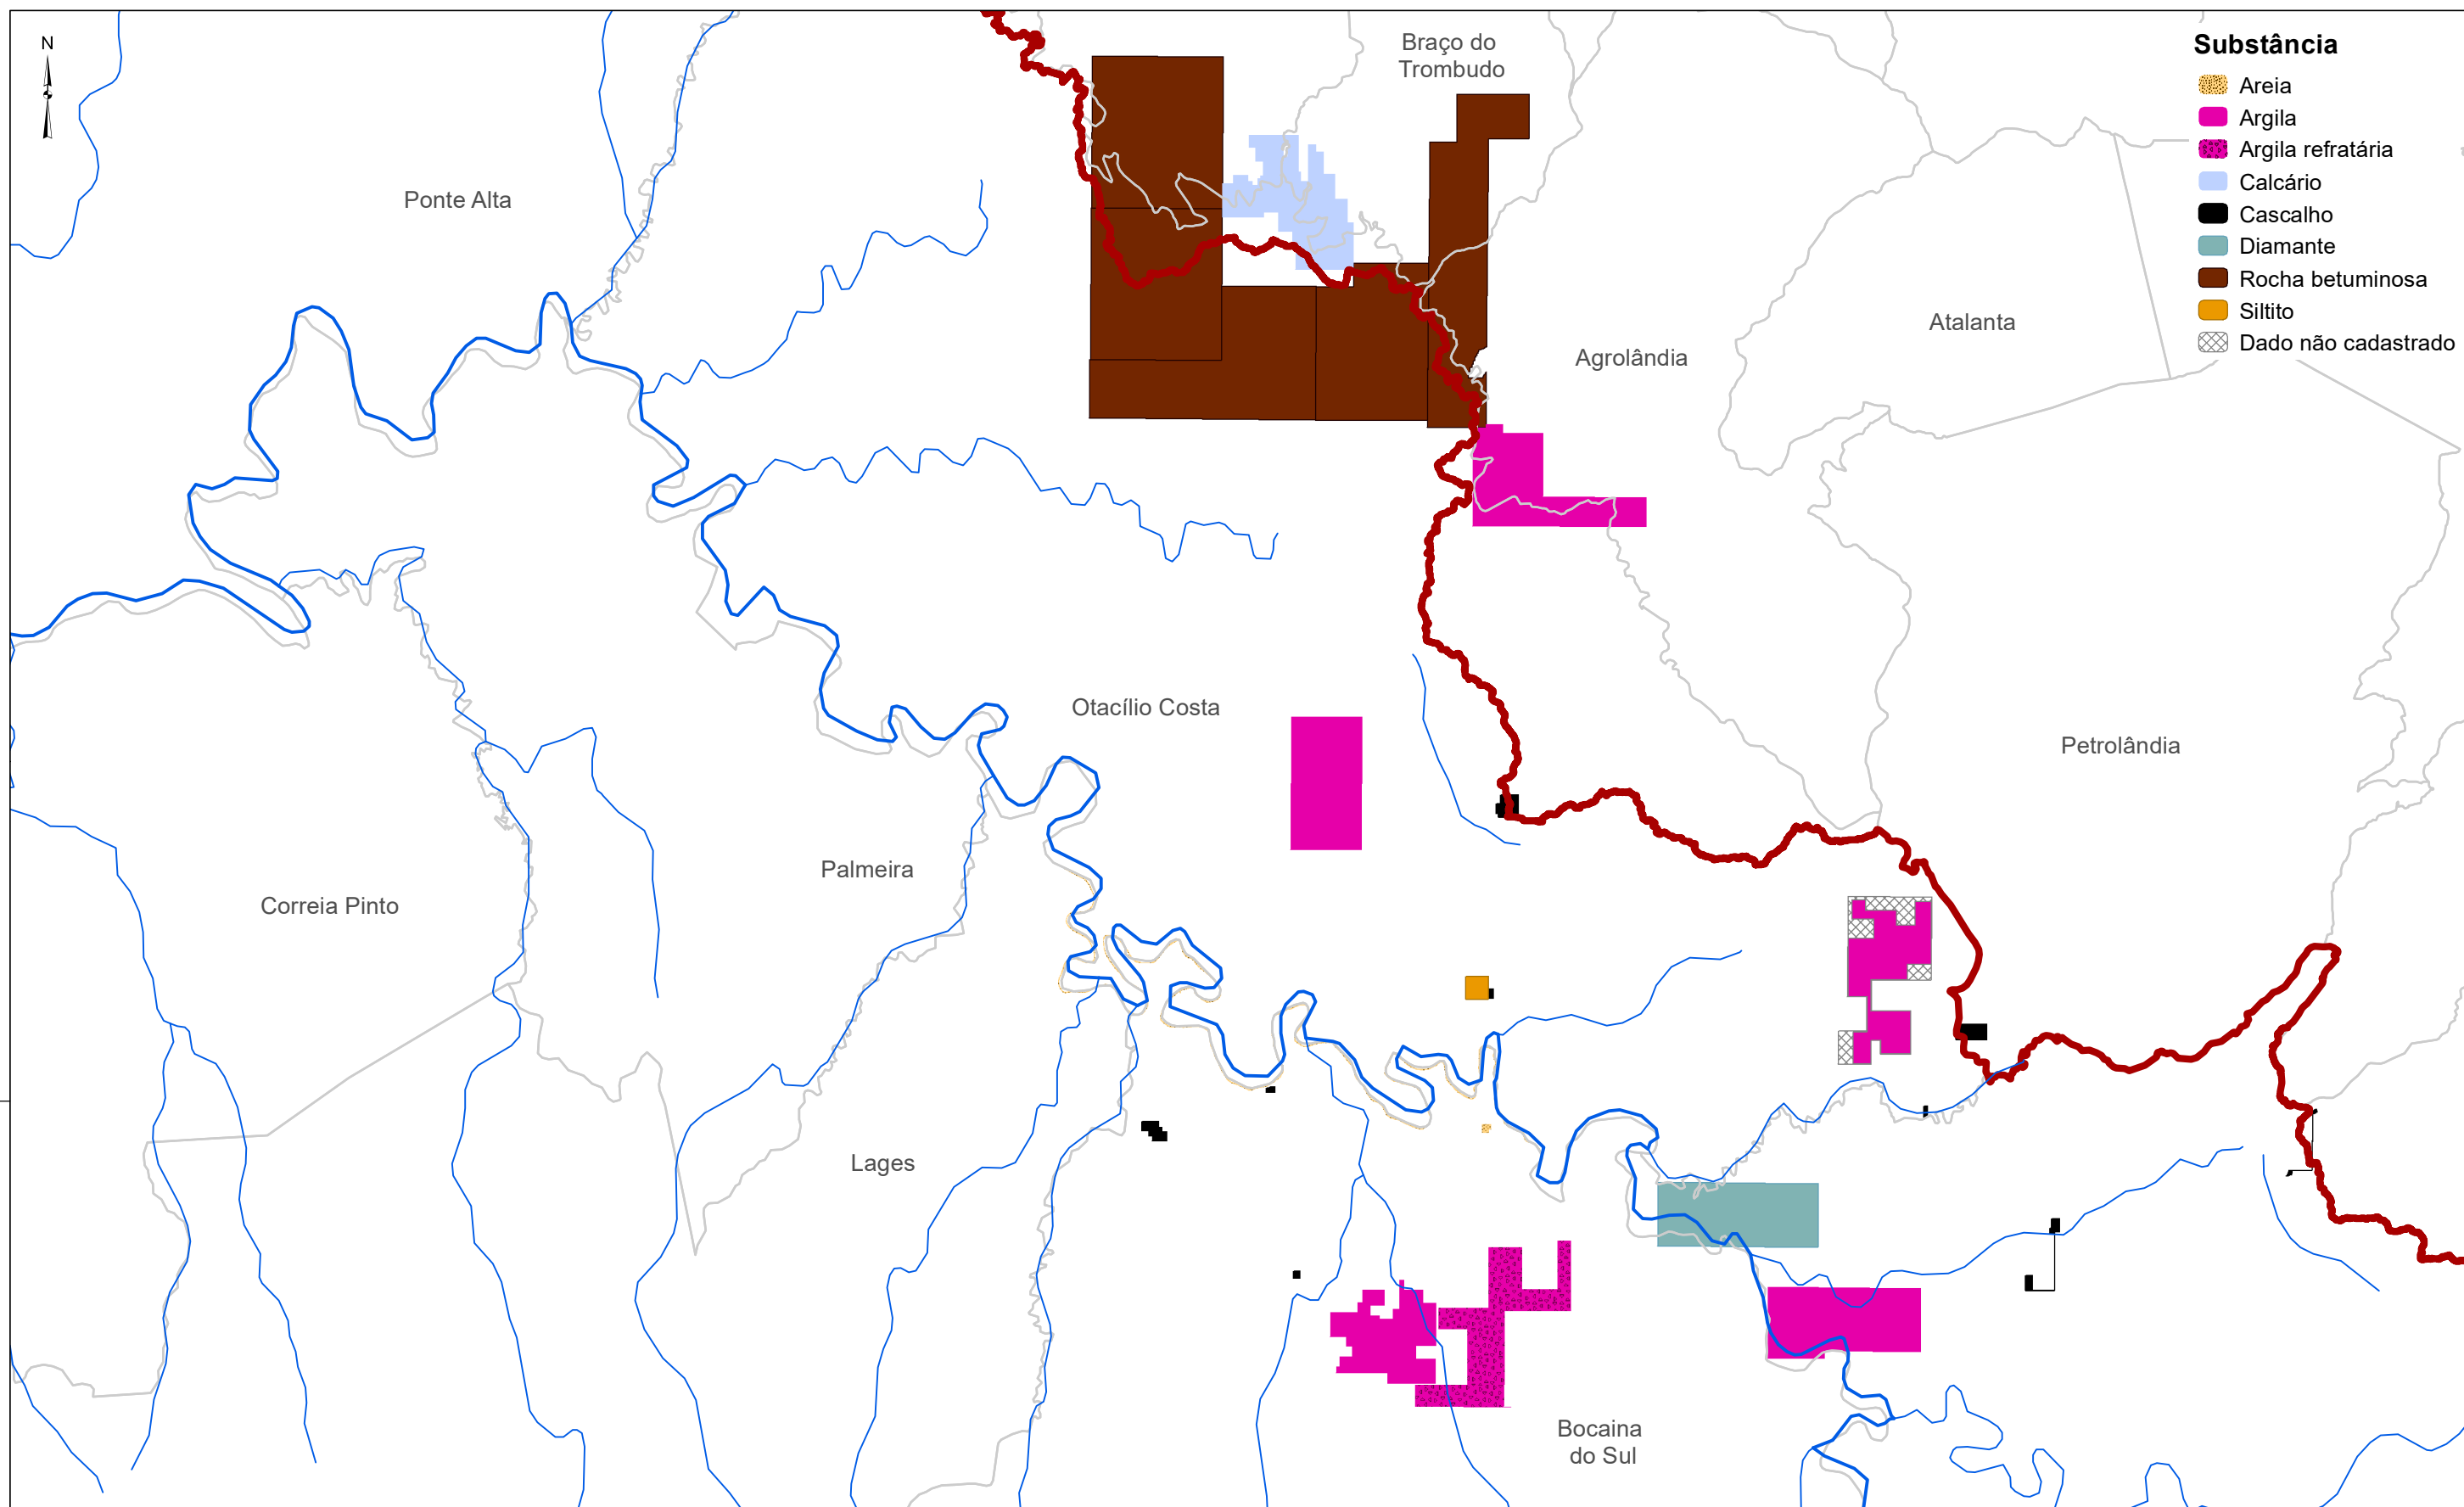 N
Braço do
Trombudo
Substância
Areia
Argila
Argila refratária
Calcário
Cascalho
Diamante
Rocha betuminosa
Siltito
Dado não cadastrado
Ponte Alta
Atalanta
Agrolândia
Otacílio Costa
Petrolândia
Palmeira
Correia Pinto
Lages
Bocaina
do Sul